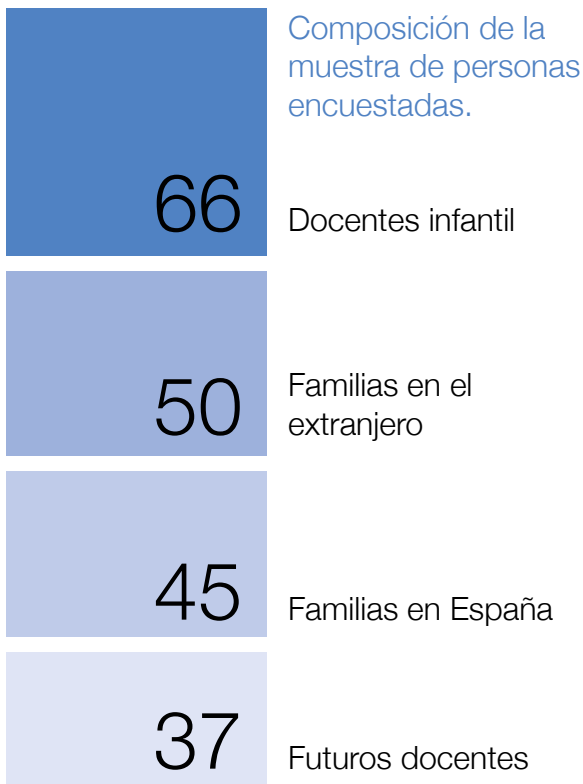 Composición de la
muestra de personas
encuestadas.
66
Docentes infantil
50
Familias en el
extranjero
45
Familias en España
37
Futuros docentes